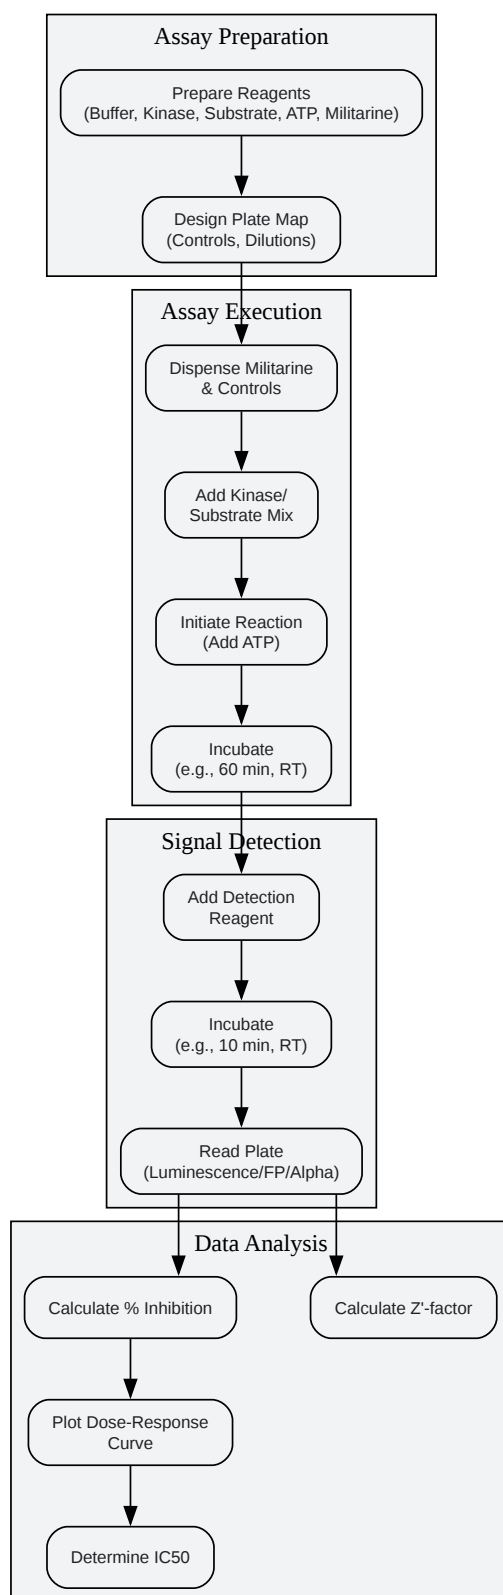 Assay Preparation
Prepare Reagents
(Buffer, Kinase, Substrate, ATP, Militarine)
Design Plate Map
(Controls, Dilutions)
Assay Execution
Dispense Militarine
& Controls
Add Kinase/
Substrate Mix
Initiate Reaction
(Add ATP)
Incubate
(e.g., 60 min, RT)
Signal Detection
Add Detection
Reagent
Incubate
(e.g., 10 min, RT)
Read Plate
(Luminescence/FP/Alpha)
Data Analysis
Calculate % Inhibition
Calculate Z'-factor
Plot Dose-Response
Curve
Determine IC50